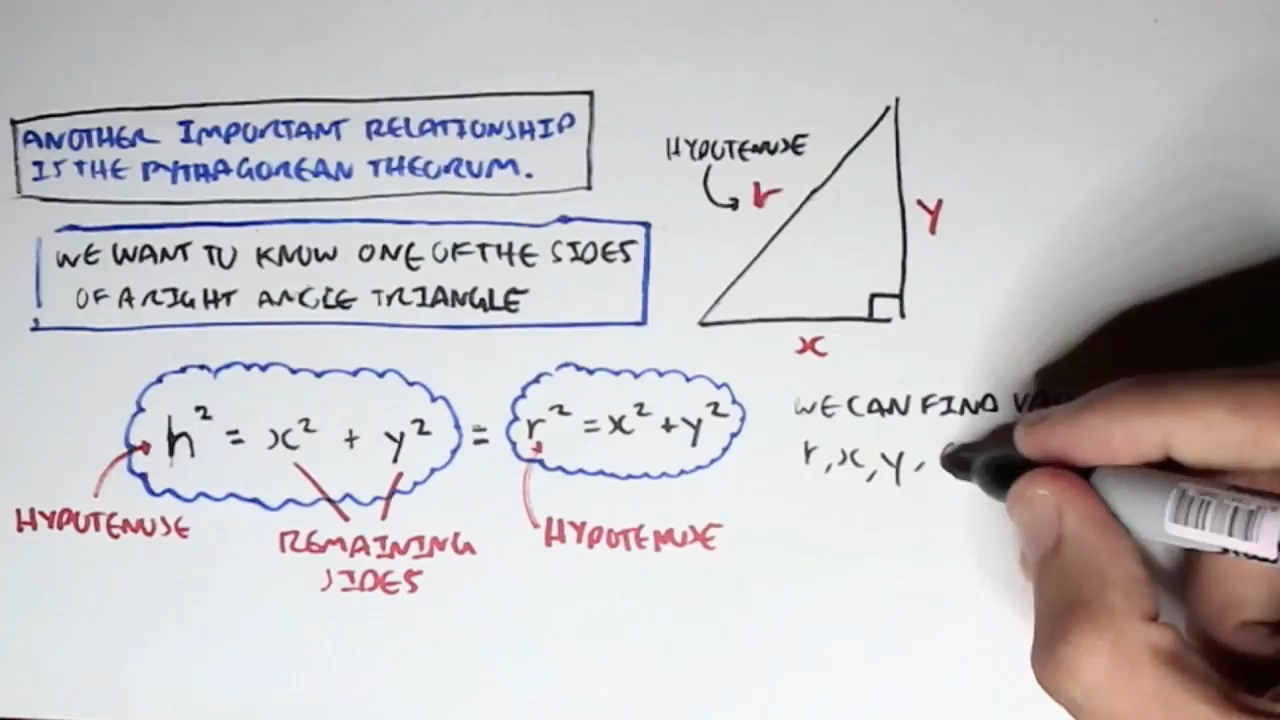 ANOTHER IMPORTANT RELATIONSHIP
IS THE PYTHAGOREAN THEORUM.
WE WANT TO KNOW ONE OF THE SIDES
OF A RIGHT ANGLE TRIANGLE
HYPOTENUSE
r
y
x
h² = x² + y² = r² = x² + y²
HYPOTENUSE
REMAINING
SIDES
HYPOTENUSE
WE CAN FIND
r, x, y,